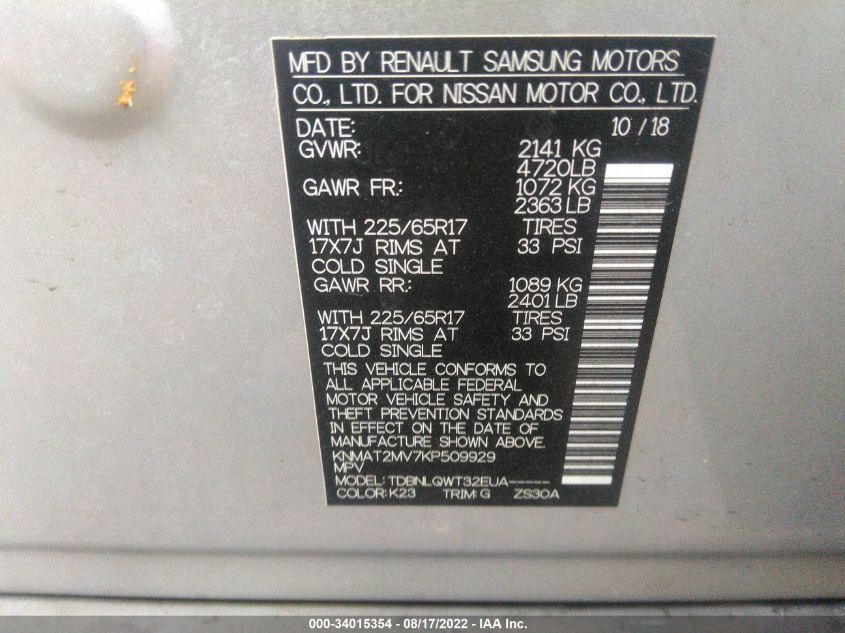 MFD BY RENAULT SAMSUNG MOTORS
CO., LTD. FOR NISSAN MOTOR CO., LTD.
DATE: 10 / 18
GVWR: 2141 KG
4720LB
GAWR FR.: 1072 KG
2363 LB
WITH 225/65R17 TIRES
17X7J RIMS AT 33 PSI
COLD SINGLE
GAWR RR.: 1089 KG
2401 LB
WITH 225/65R17 TIRES
17X7J RIMS AT 33 PSI
COLD SINGLE
THIS VEHICLE CONFORMS TO
ALL APPLICABLE FEDERAL
MOTOR VEHICLE SAFETY AND
THEFT PREVENTION STANDARDS
IN EFFECT ON THE DATE OF
MANUFACTURE SHOWN ABOVE.
KNMAT2MV7KP509929
MPV
MODEL: TDBNLQWT32EUA-----
COLOR: K23 TRIM: G ZS30A
000-34015354 - 08/17/2022 - IAA Inc.